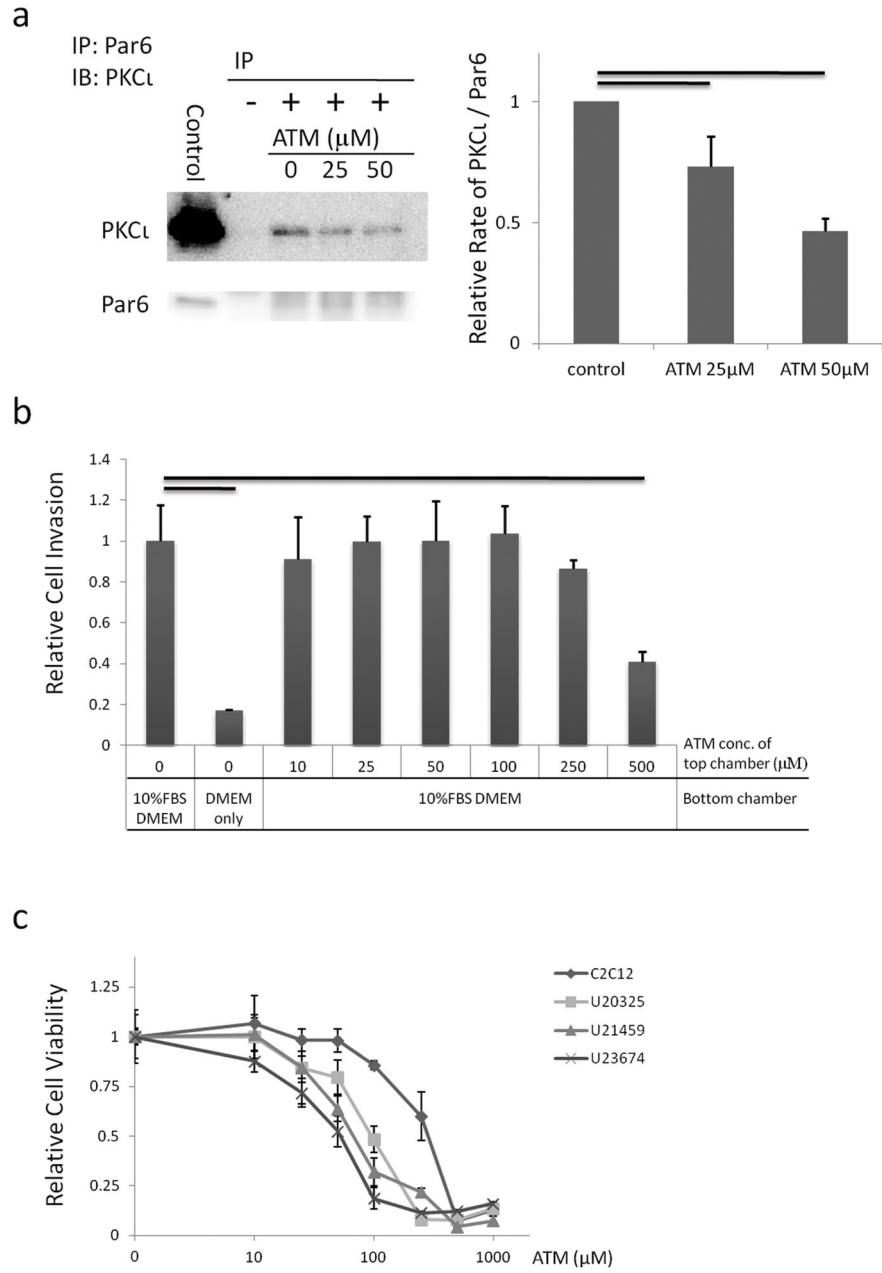 a
IP: Par6
IB: PKCι
IP
Control
- + + +
ATM (μM)
0 25 50
PKCι
Par6
Relative Rate of PKCι / Par6
1
0.5
0
control ATM 25μM ATM 50μM
b
Relative Cell Invasion
1.4
1.2
1
0.8
0.6
0.4
0.2
0
0 0 10 25 50 100 250 500
ATM conc. of
top chamber (μM)
10%FBS
DMEM
DMEM
only
10%FBS DMEM
Bottom chamber
c
Relative Cell Viability
1.25
1
0.75
0.5
0.25
0
0 10 100 1000 ATM (μM)
C2C12
U20325
U21459
U23674